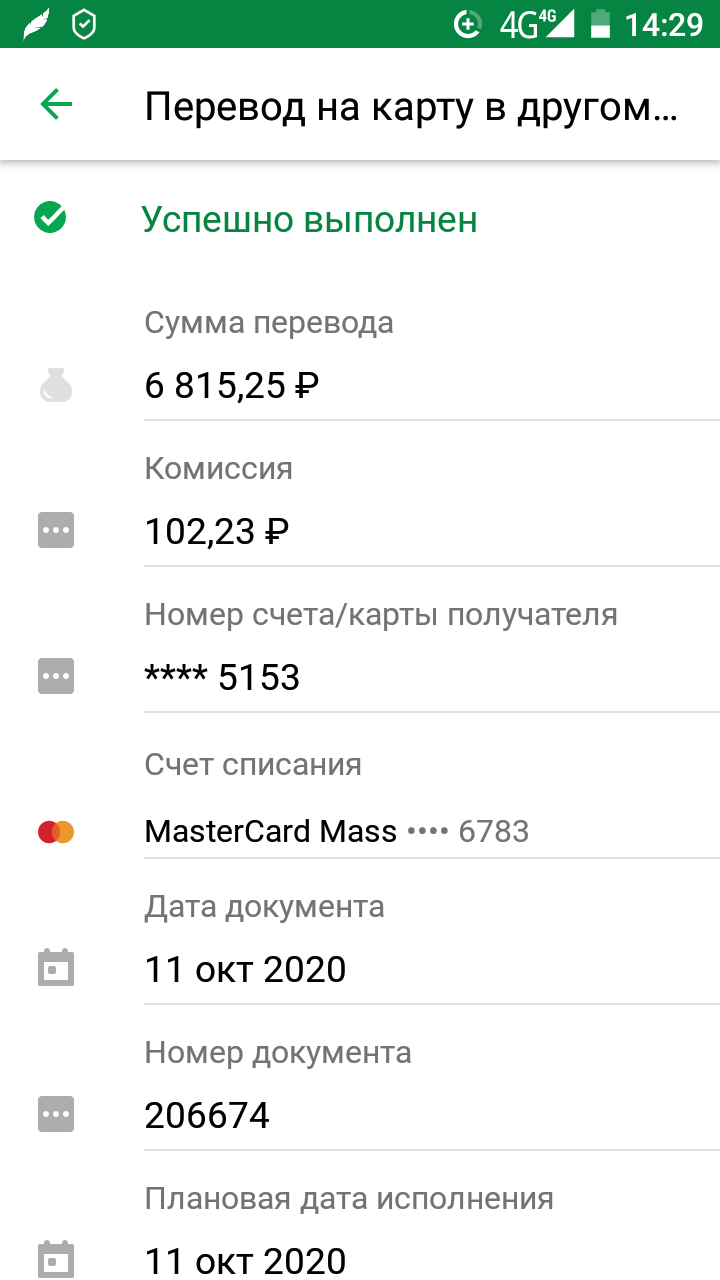 4G 4G 14:29
Перевод на карту в другом...
Успешно выполнен
Сумма перевода
6 815,25 ₽
Комиссия
102,23 ₽
Номер счета/карты получателя
**** 5153
Счет списания
MasterCard Mass •••• 6783
Дата документа
11 окт 2020
Номер документа
206674
Плановая дата исполнения
11 окт 2020